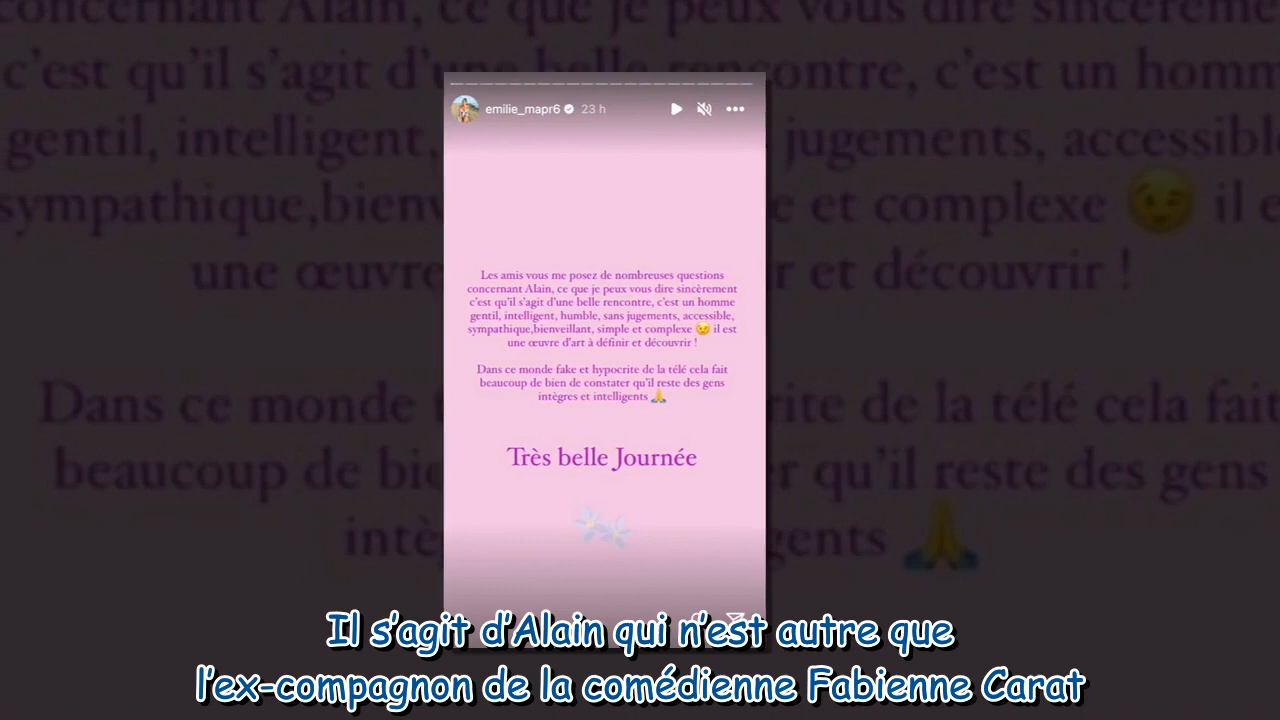 emilie_mapr6 23 h
Les amis vous me posez de nombreuses questions
concernant Alain, ce que je peux vous dire sincèrement
c'est qu'il s'agit d'une belle rencontre, c'est un homme
gentil, intelligent, humble, sans jugements, accessible,
sympathique,bienveillant, simple et complexe 😉 il est
une œuvre d'art à définir et découvrir !
Dans ce monde fake et hypocrite de la télé cela fait
beaucoup de bien de constater qu'il reste des gens
intègres et intelligents 🙏
Très belle Journée
Il s'agit d'Alain qui n'est autre que
l'ex-compagnon de la comédienne Fabienne Carat